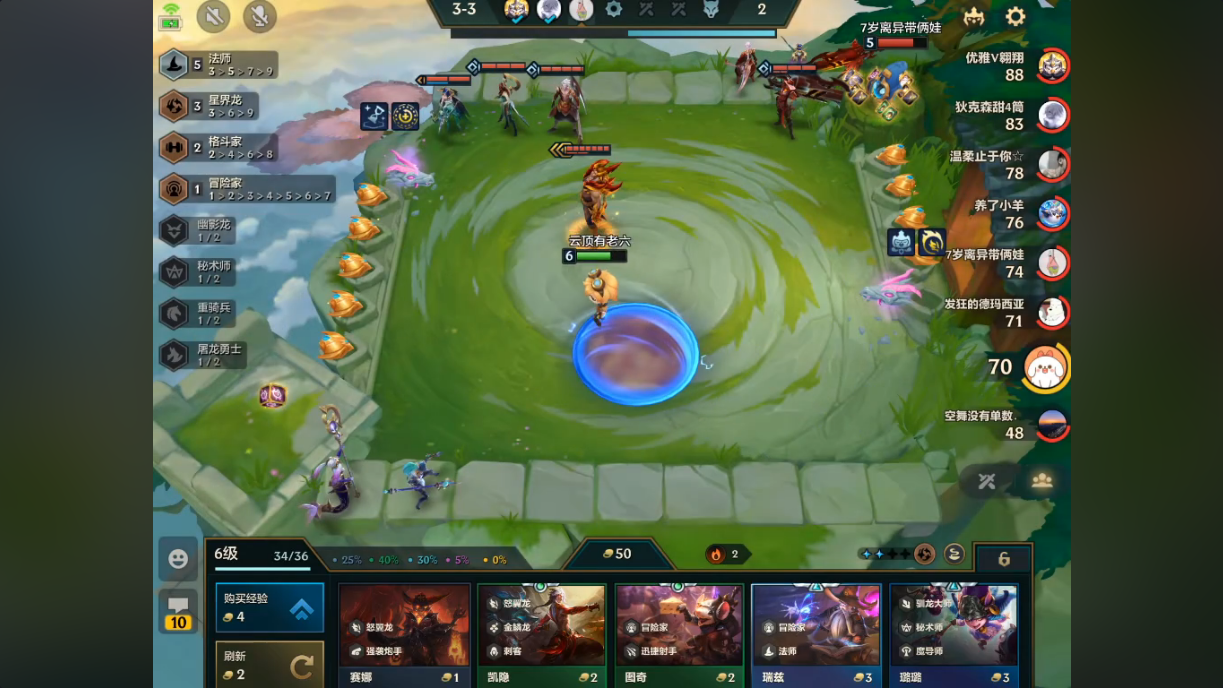 3-3
2
7岁离异带俩娃
5
5 法师
3>5>7>9
3 星界龙
3>6>9
2 格斗家
2>4>6>8
1 冒险家
1>2>3>4>5>6>7
幽影龙
1/2
秘术师
1/2
重骑兵
1/2
屠龙勇士
1/2
优雅V翱翔
88
狄克森甜4筒
83
温柔止于你☆
78
养了小羊
76
7岁离异带俩娃
74
发狂的德玛西亚
71
70
空舞没有单数.
48
云顶有老六
6
10
6级 34/36
25% 40% 30% 5% 0%
50
2
购买经验
4
刷新
2
怒翼龙
强袭炮手
赛娜 1
怒翼龙
金鳞龙
刺客
凯隐 2
冒险家
迅捷射手
图奇 2
冒险家
法师
瑞兹 3
驯龙大师
秘术师
魔导师
璐璐 3